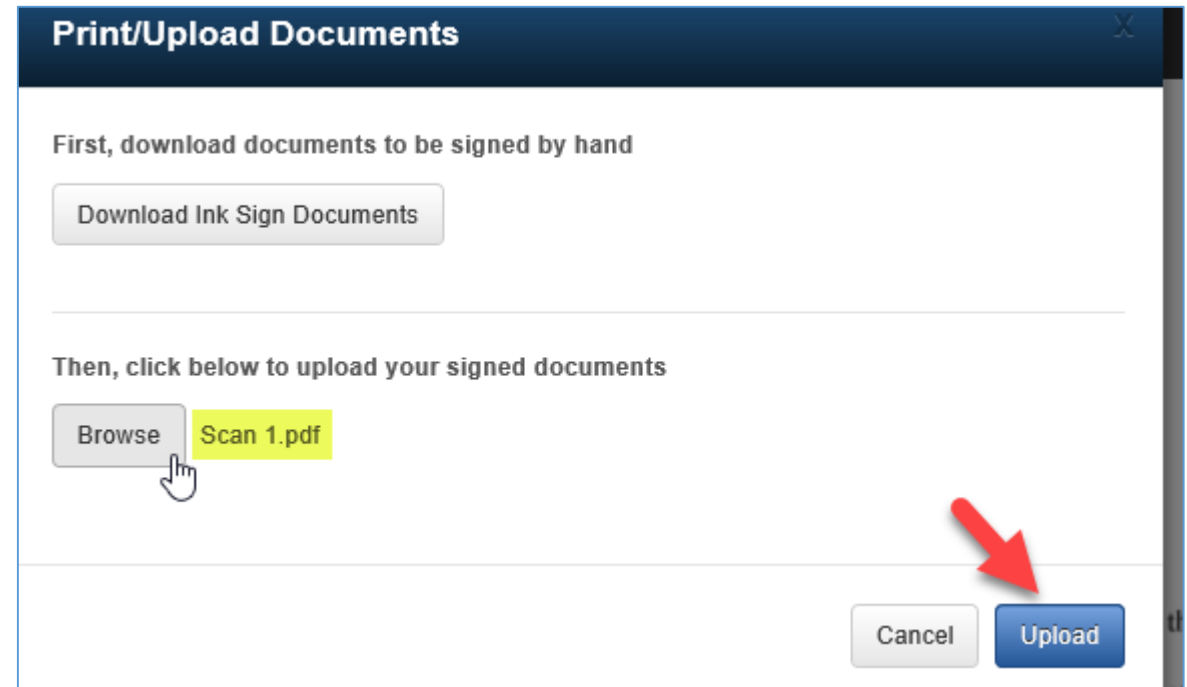 Print/Upload Documents
X
First, download documents to be signed by hand
Download Ink Sign Documents
Then, click below to upload your signed documents
Browse Scan 1.pdf
Cancel Upload